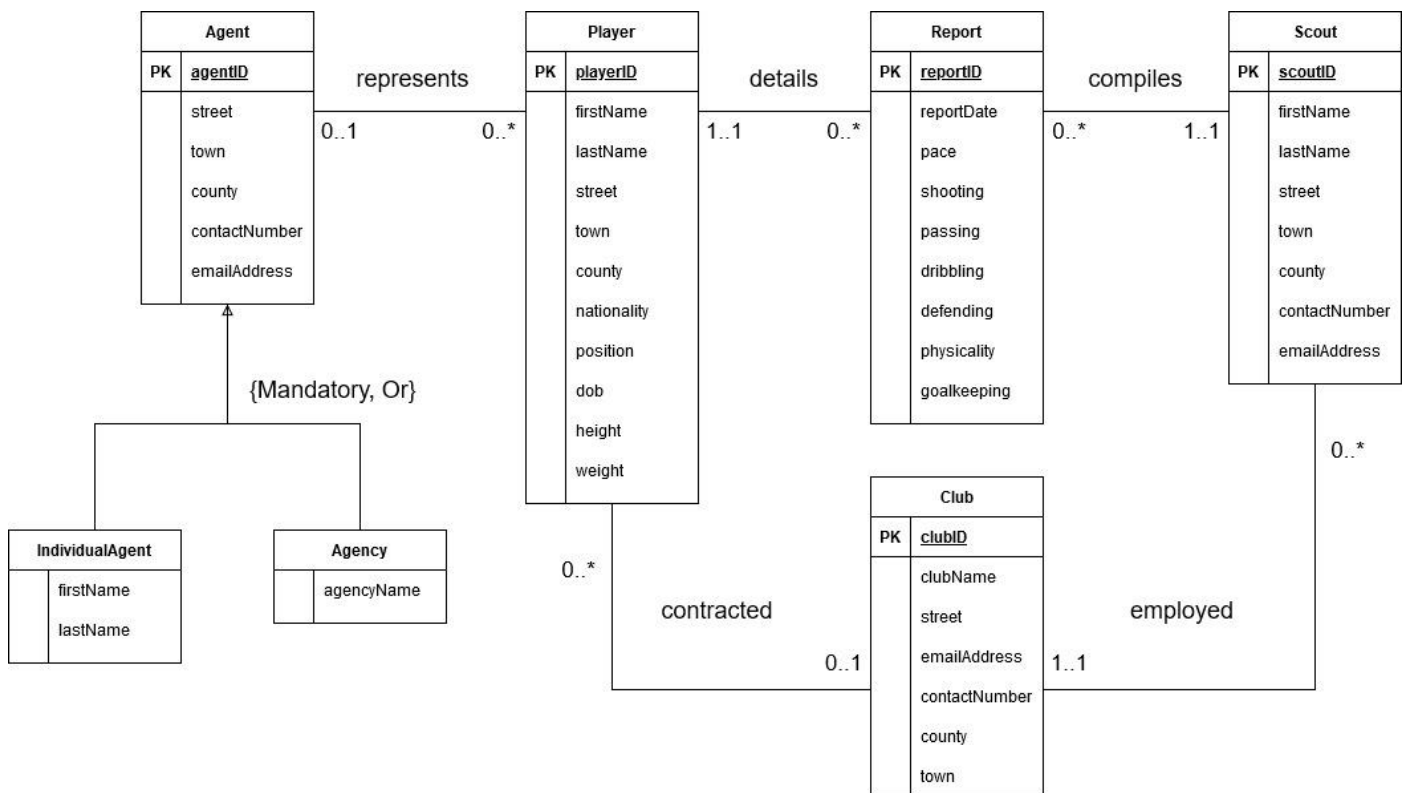 Agent
PK agentID
street
town
county
contactNumber
emailAddress
represents
0..1
0..*
Player
PK playerID
firstName
lastName
street
town
county
nationality
position
dob
height
weight
details
1..1
0..*
Report
PK reportID
reportDate
pace
shooting
passing
dribbling
defending
physicality
goalkeeping
compiles
0..*
1..1
Scout
PK scoutID
firstName
lastName
street
town
county
contactNumber
emailAddress
{Mandatory, Or}
IndividualAgent
firstName
lastName
Agency
agencyName
0..*
contracted
0..1
Club
PK clubID
clubName
street
emailAddress
contactNumber
county
town
0..*
employed
1..1